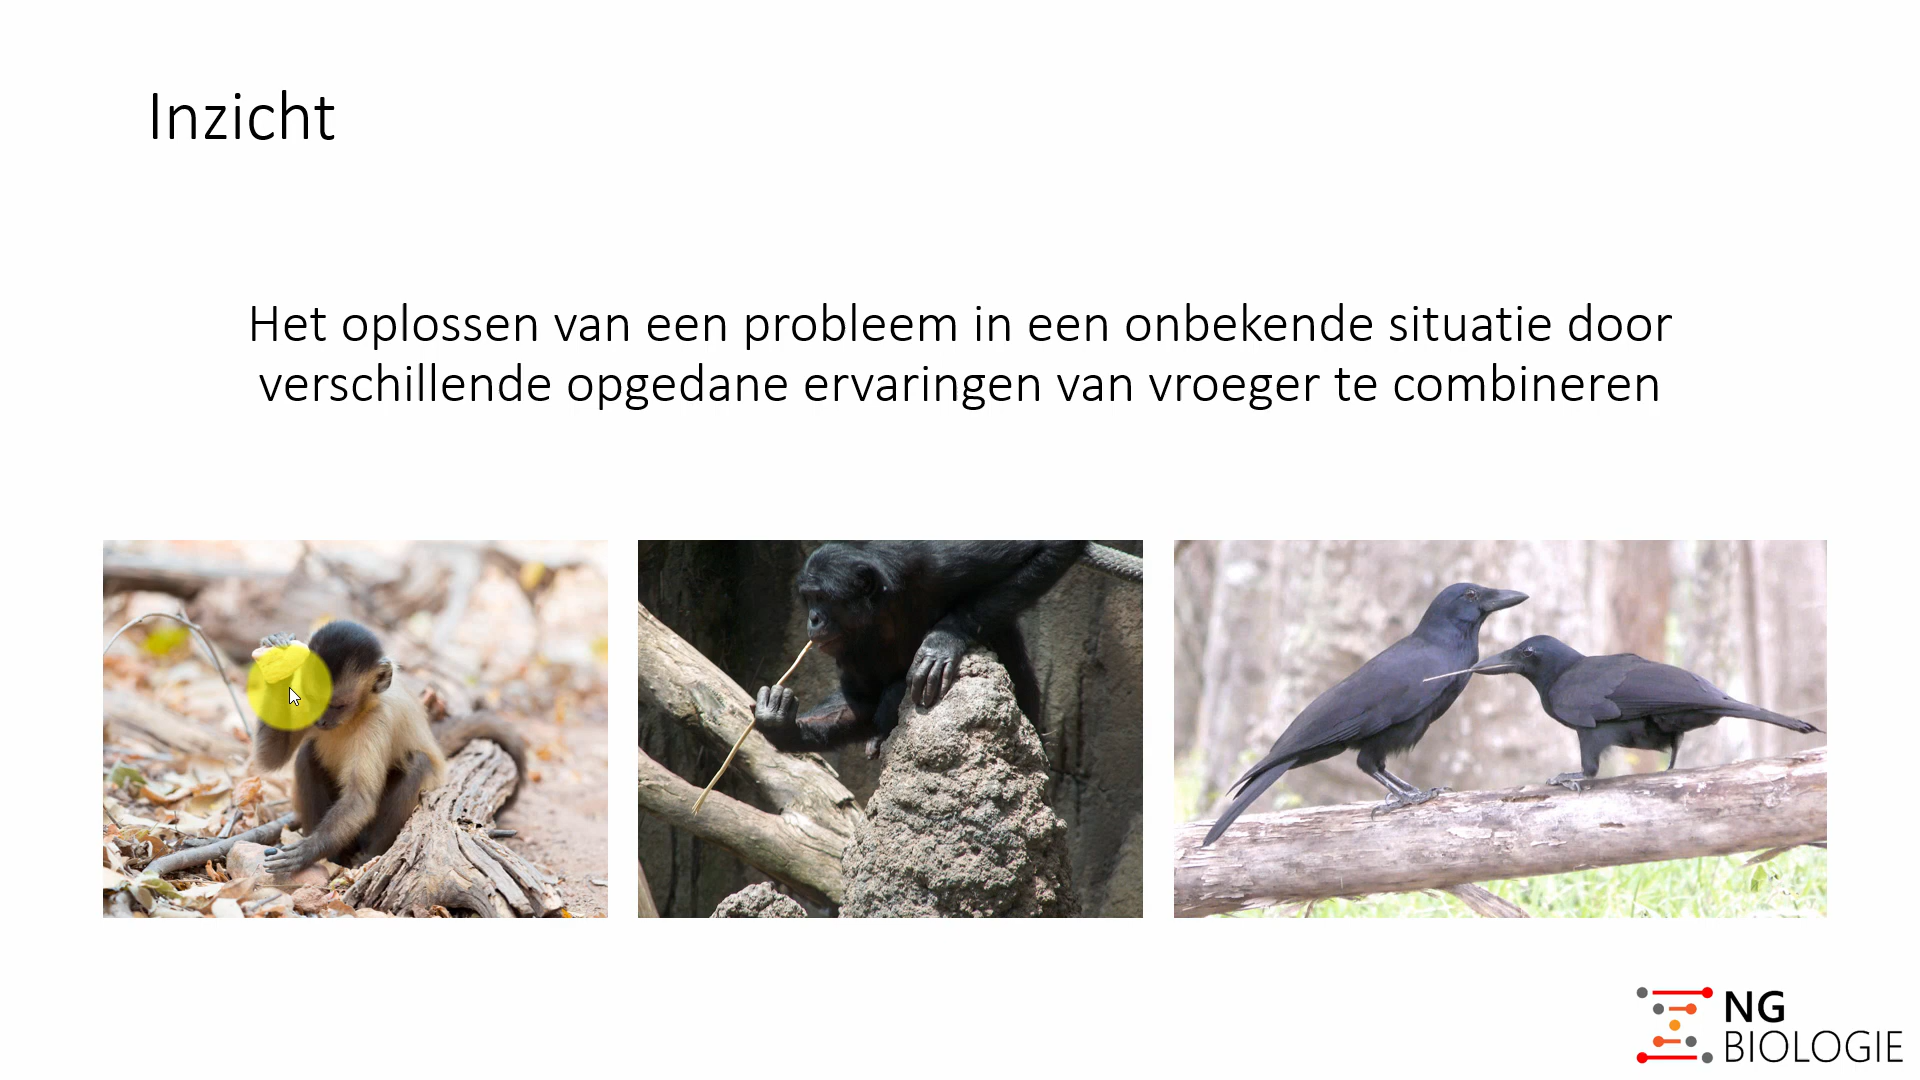 Inzicht
Het oplossen van een probleem in een onbekende situatie door
verschillende opgedane ervaringen van vroeger te combineren
NG
BIOLOGIE